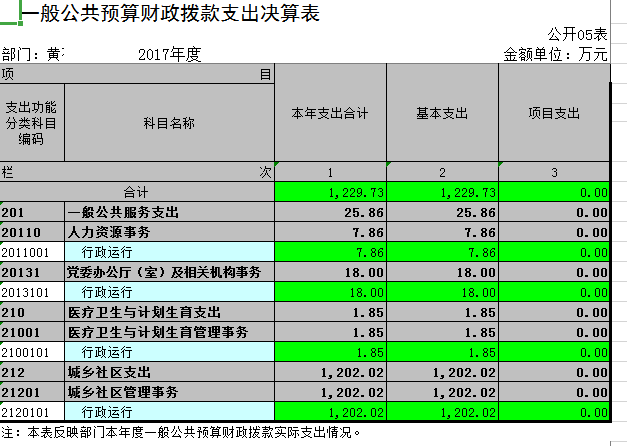 一般公共预算财政拨款支出决算表
公开05表
部门：黄 2017年度 金额单位：万元
项 目 本年支出合计 基本支出 项目支出
支出功能分类科目编码 科目名称
栏 次 1 2 3
合计 1,229.73 1,229.73 0.00
201 一般公共服务支出 25.86 25.86 0.00
20110 人力资源事务 7.86 7.86 0.00
2011001 行政运行 7.86 7.86 0.00
20131 党委办公厅（室）及相关机构事务 18.00 18.00 0.00
2013101 行政运行 18.00 18.00 0.00
210 医疗卫生与计划生育支出 1.85 1.85 0.00
21001 医疗卫生与计划生育管理事务 1.85 1.85 0.00
2100101 行政运行 1.85 1.85 0.00
212 城乡社区支出 1,202.02 1,202.02 0.00
21201 城乡社区管理事务 1,202.02 1,202.02 0.00
2120101 行政运行 1,202.02 1,202.02 0.00
注：本表反映部门本年度一般公共预算财政拨款实际支出情况。